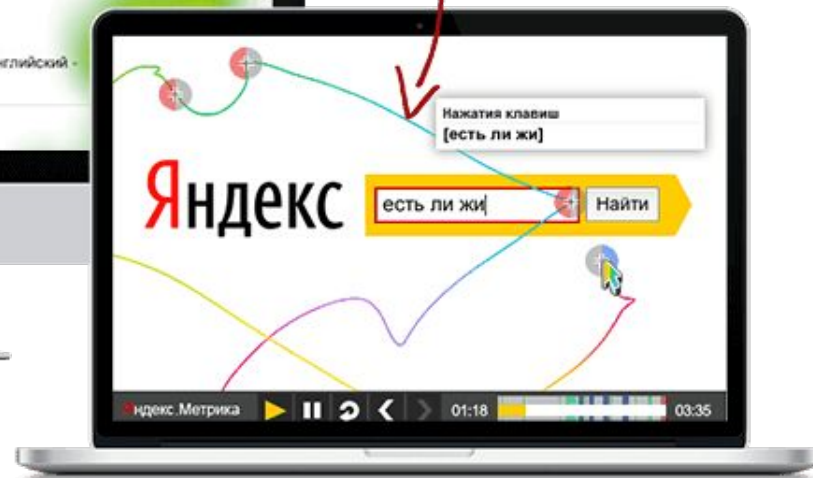 нглийский -
Нажатия клавиш
[есть ли жи]
Яндекс
есть ли жи
Найти
Яндекс.Метрика
01:18
03:35